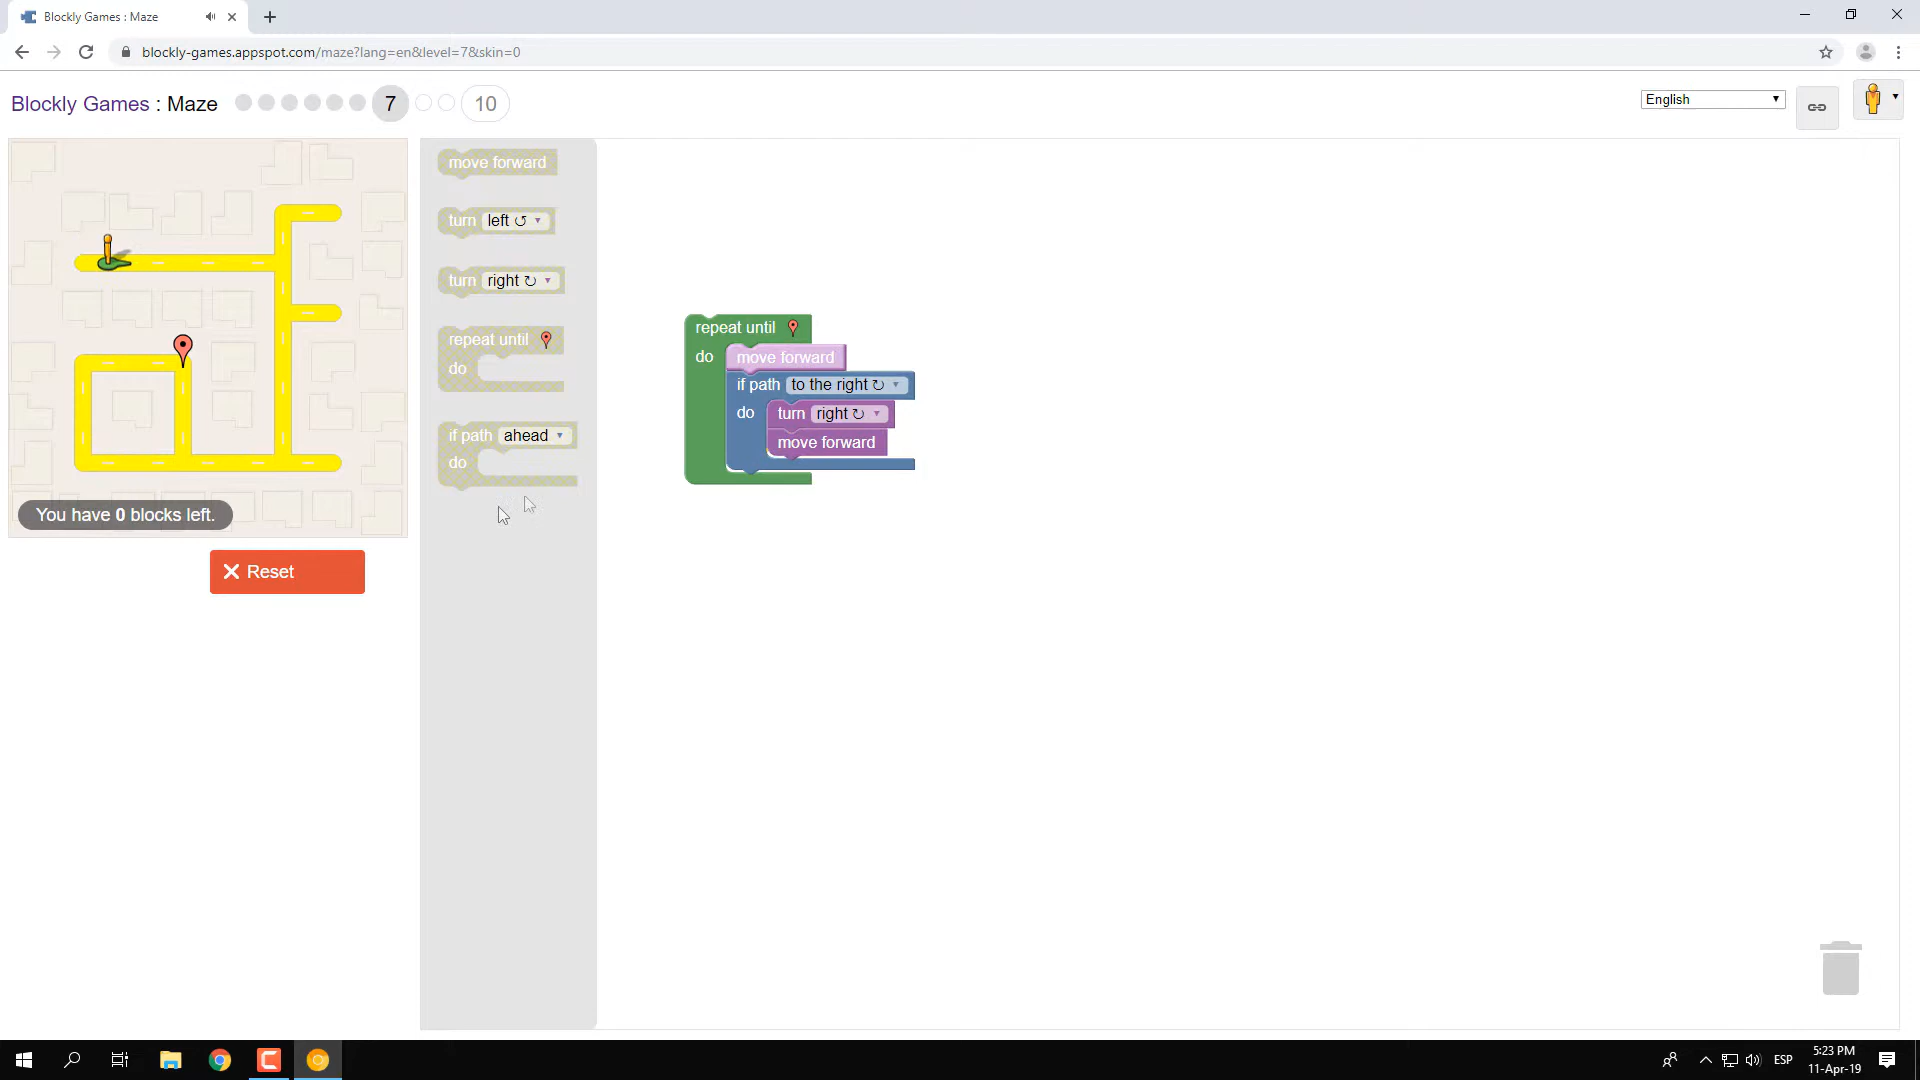 Blockly Games : Maze
blockly-games.appspot.com/maze?lang=en&level=7&skin=0
Blockly Games : Maze 7 10
English
move forward
turn left ↺
turn right ↻
repeat until
do
if path ahead
do
repeat until
do move forward
if path to the right ↻
do turn right ↻
move forward
You have 0 blocks left.
Reset
ESP
5:23 PM
11-Apr-19